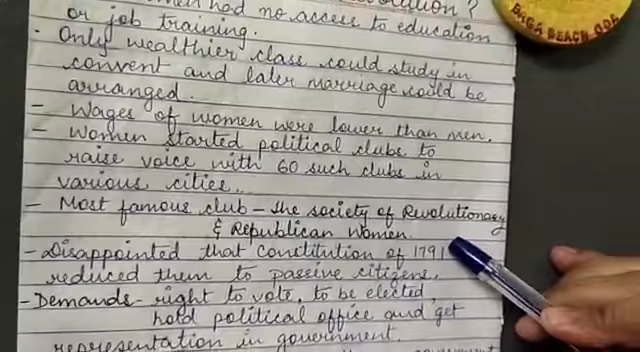 had no access to education
or job training.
- Only wealthier class could study in
convent and later marriage could be
arranged.
- Wages of women were lower than men.
- Women started political clubs to
raise voice with 60 such clubs in
various cities.
- Most famous club - the society of Revolutionary
& Republican women
- Disappointed that constitution of 1791
reduced them to passive citizens.
- Demands - right to vote, to be elected,
hold political office and get
representation in government.
BAGA BEACH GOA